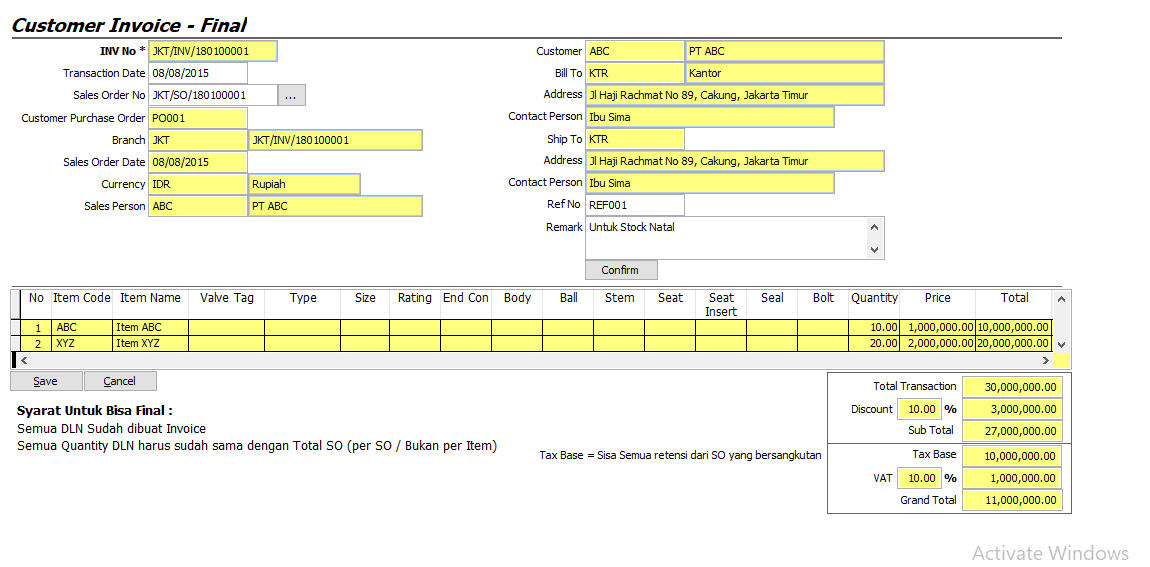 Customer Invoice - Final
INV No * JKT/INV/180100001
Transaction Date 08/08/2015
Sales Order No JKT/SO/180100001 ...
Customer Purchase Order PO001
Branch JKT JKT/INV/180100001
Sales Order Date 08/08/2015
Currency IDR Rupiah
Sales Person ABC PT ABC
Customer ABC PT ABC
Bill To KTR Kantor
Address Jl Haji Rachmat No 89, Cakung, Jakarta Timur
Contact Person Ibu Sima
Ship To KTR
Address Jl Haji Rachmat No 89, Cakung, Jakarta Timur
Contact Person Ibu Sima
Ref No REF001
Remark Untuk Stock Natal
Confirm
No Item Code Item Name Valve Tag Type Size Rating End Con Body Ball Stem Seat Seat Insert Seal Bolt Quantity Price Total
1 ABC Item ABC 10.00 1,000,000.00 10,000,000.00
2 XYZ Item XYZ 20.00 2,000,000.00 20,000,000.00
Save Cancel
Syarat Untuk Bisa Final :
Semua DLN Sudah dibuat Invoice
Semua Quantity DLN harus sudah sama dengan Total SO (per SO / Bukan per Item)
Tax Base = Sisa Semua retensi dari SO yang bersangkutan
Total Transaction 30,000,000.00
Discount 10.00 % 3,000,000.00
Sub Total 27,000,000.00
Tax Base 10,000,000.00
VAT 10.00 % 1,000,000.00
Grand Total 11,000,000.00
Activate Windows